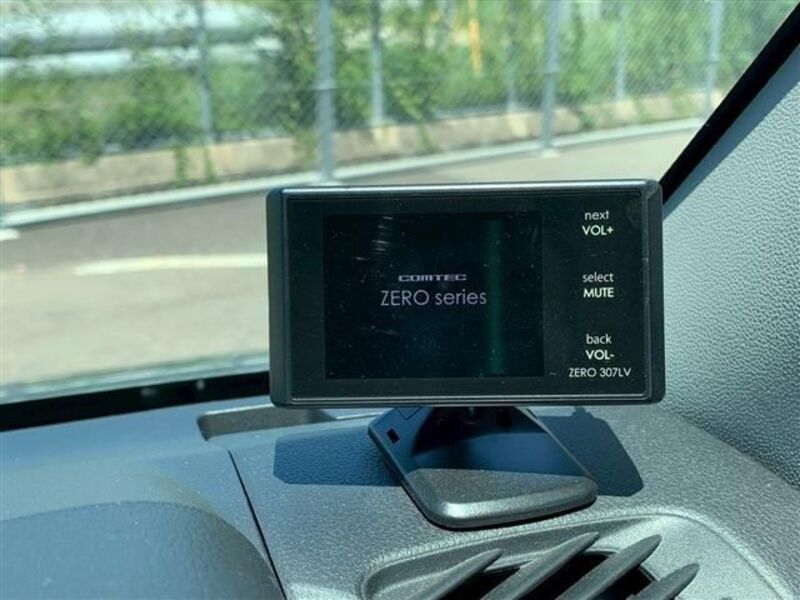 COMTEC
ZERO series
next
VOL+
select
MUTE
back
VOL-
ZERO 307LV